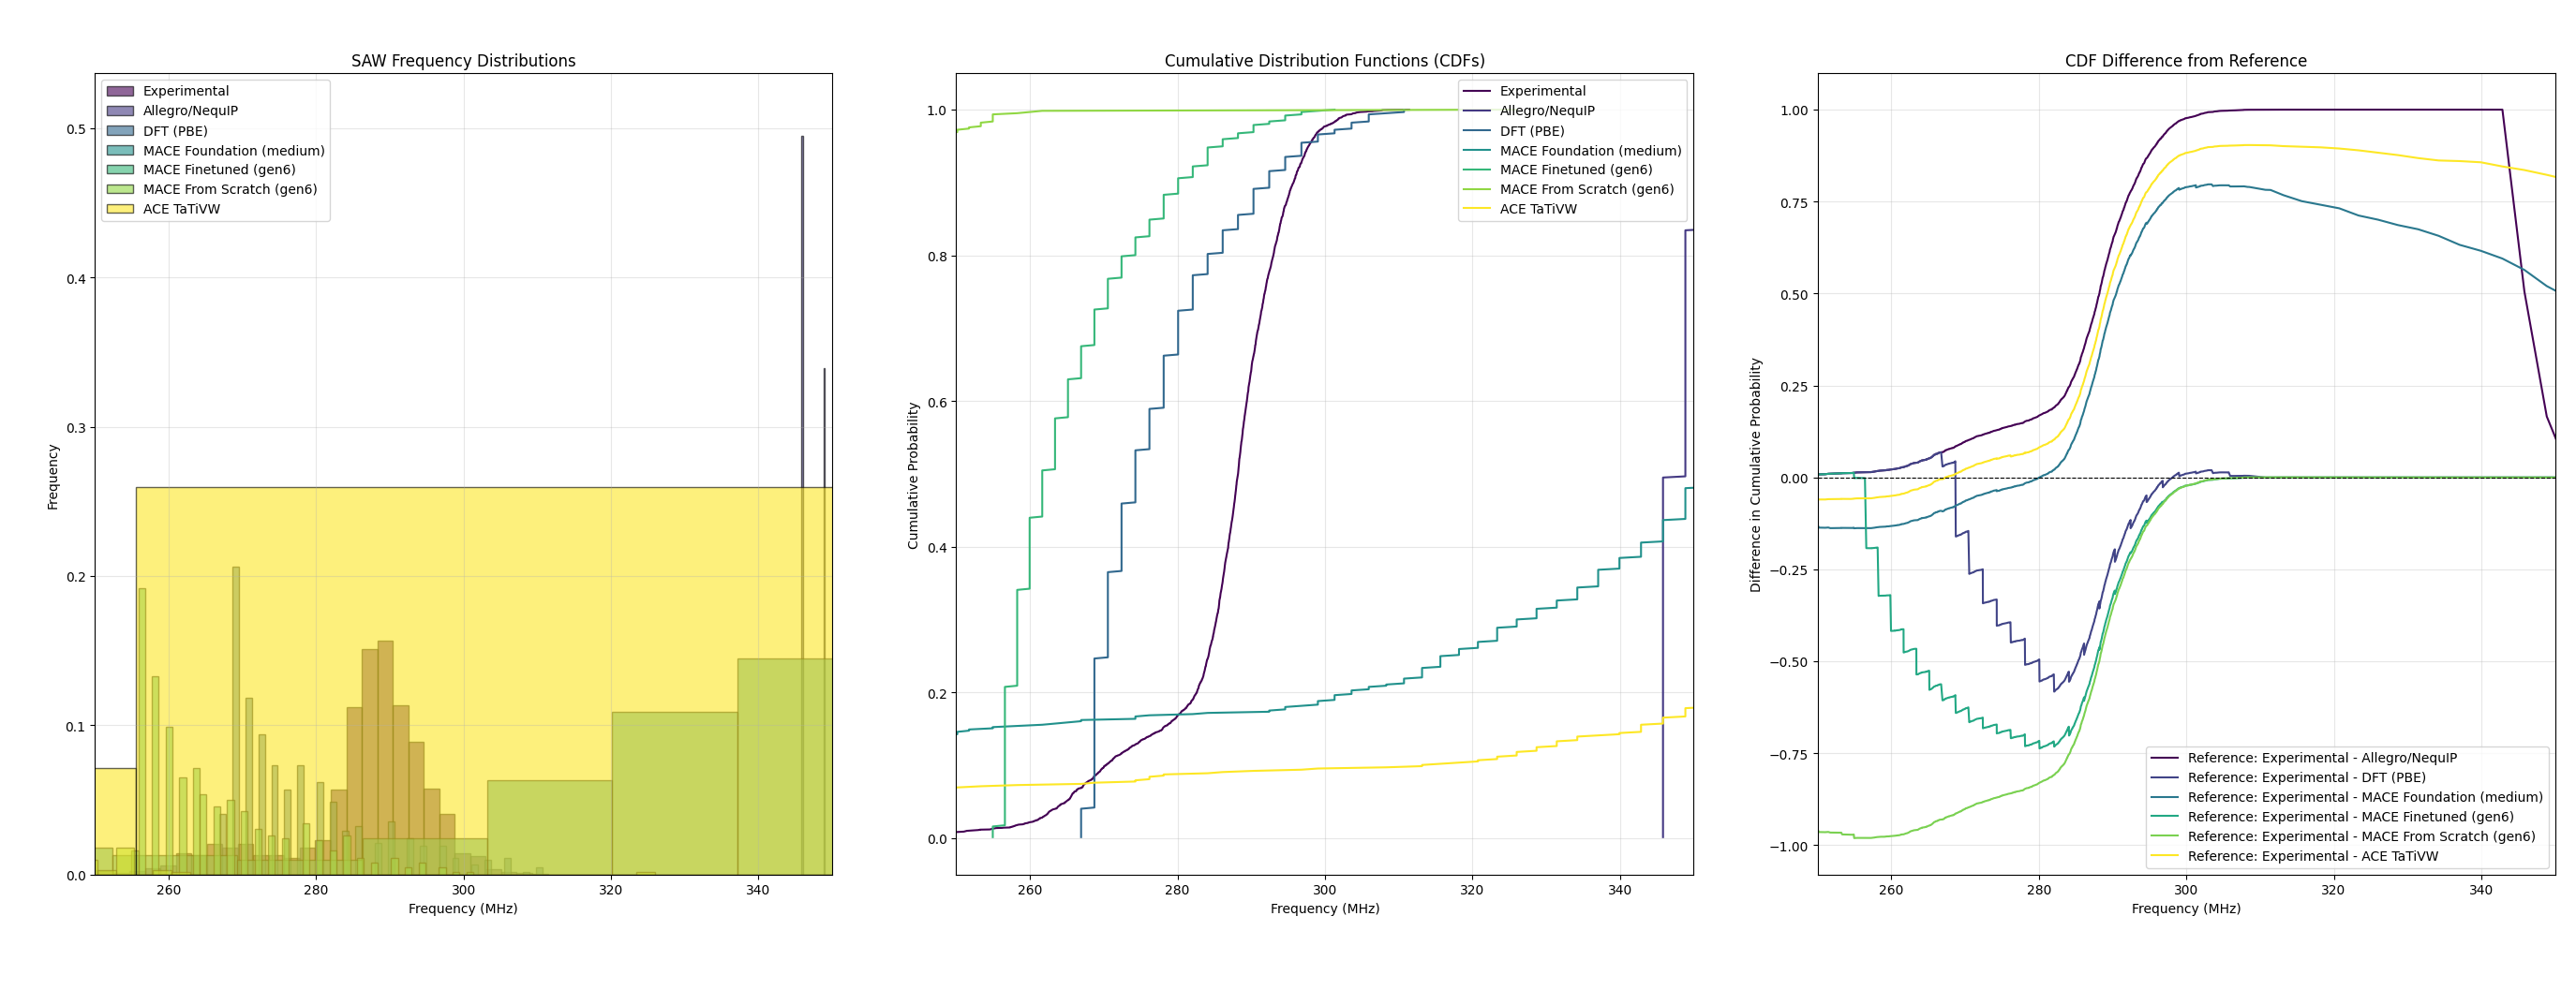 SAW Frequency Distributions
Experimental
Allegro/NequIP
DFT (PBE)
MACE Foundation (medium)
MACE Finetuned (gen6)
MACE From Scratch (gen6)
ACE TaTiVW
0.5
0.4
0.3
0.2
0.1
0.0
Frequency
260
280
300
320
340
Frequency (MHz)
Cumulative Distribution Functions (CDFs)
Experimental
Allegro/NequIP
DFT (PBE)
MACE Foundation (medium)
MACE Finetuned (gen6)
MACE From Scratch (gen6)
ACE TaTiVW
1.0
0.8
0.6
0.4
0.2
0.0
Cumulative Probability
260
280
300
320
340
Frequency (MHz)
CDF Difference from Reference
1.00
0.75
0.50
0.25
0.00
−0.25
−0.50
−0.75
−1.00
Difference in Cumulative Probability
Reference: Experimental - Allegro/NequIP
Reference: Experimental - DFT (PBE)
Reference: Experimental - MACE Foundation (medium)
Reference: Experimental - MACE Finetuned (gen6)
Reference: Experimental - MACE From Scratch (gen6)
Reference: Experimental - ACE TaTiVW
260
280
300
320
340
Frequency (MHz)